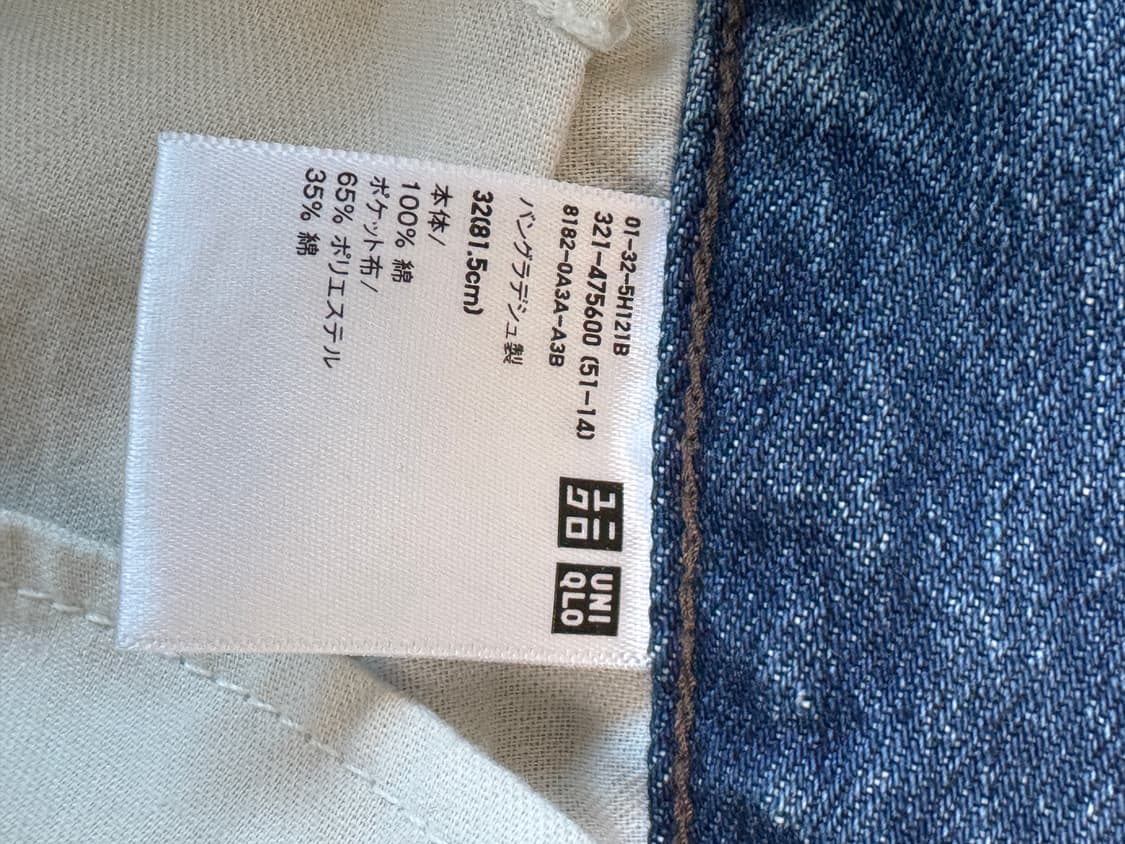 01-32-5H121B
321-475600 (51-14)
8182-0A3A-A3B
ユニ
クロ
UNI
QLO
バングラデシュ製
32(81.5cm)
本体/
100% 綿
ポケット布/
65% ポリエステル
35% 綿